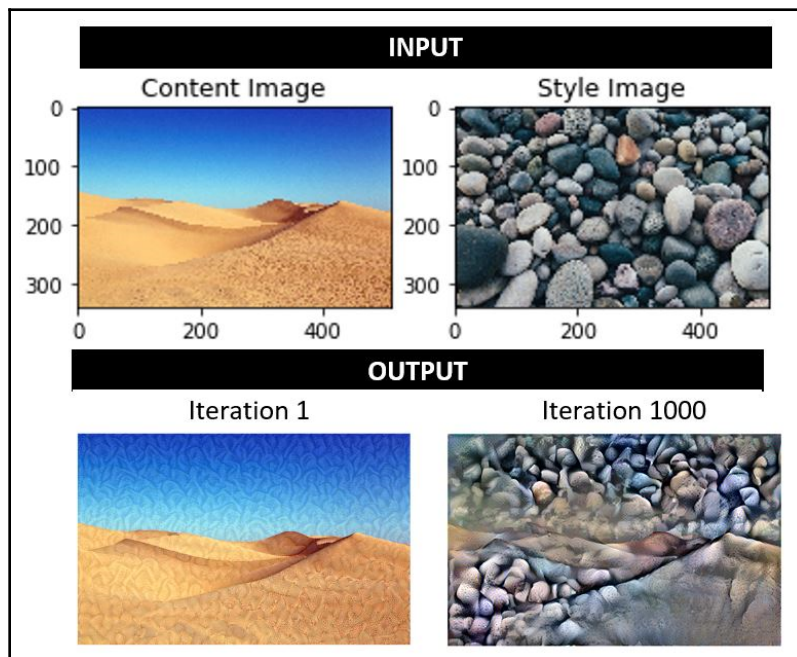 INPUT
Content Image
Style Image
0
100
200
300
0 200 400
0
100
200
300
0 200 400
OUTPUT
Iteration 1
Iteration 1000